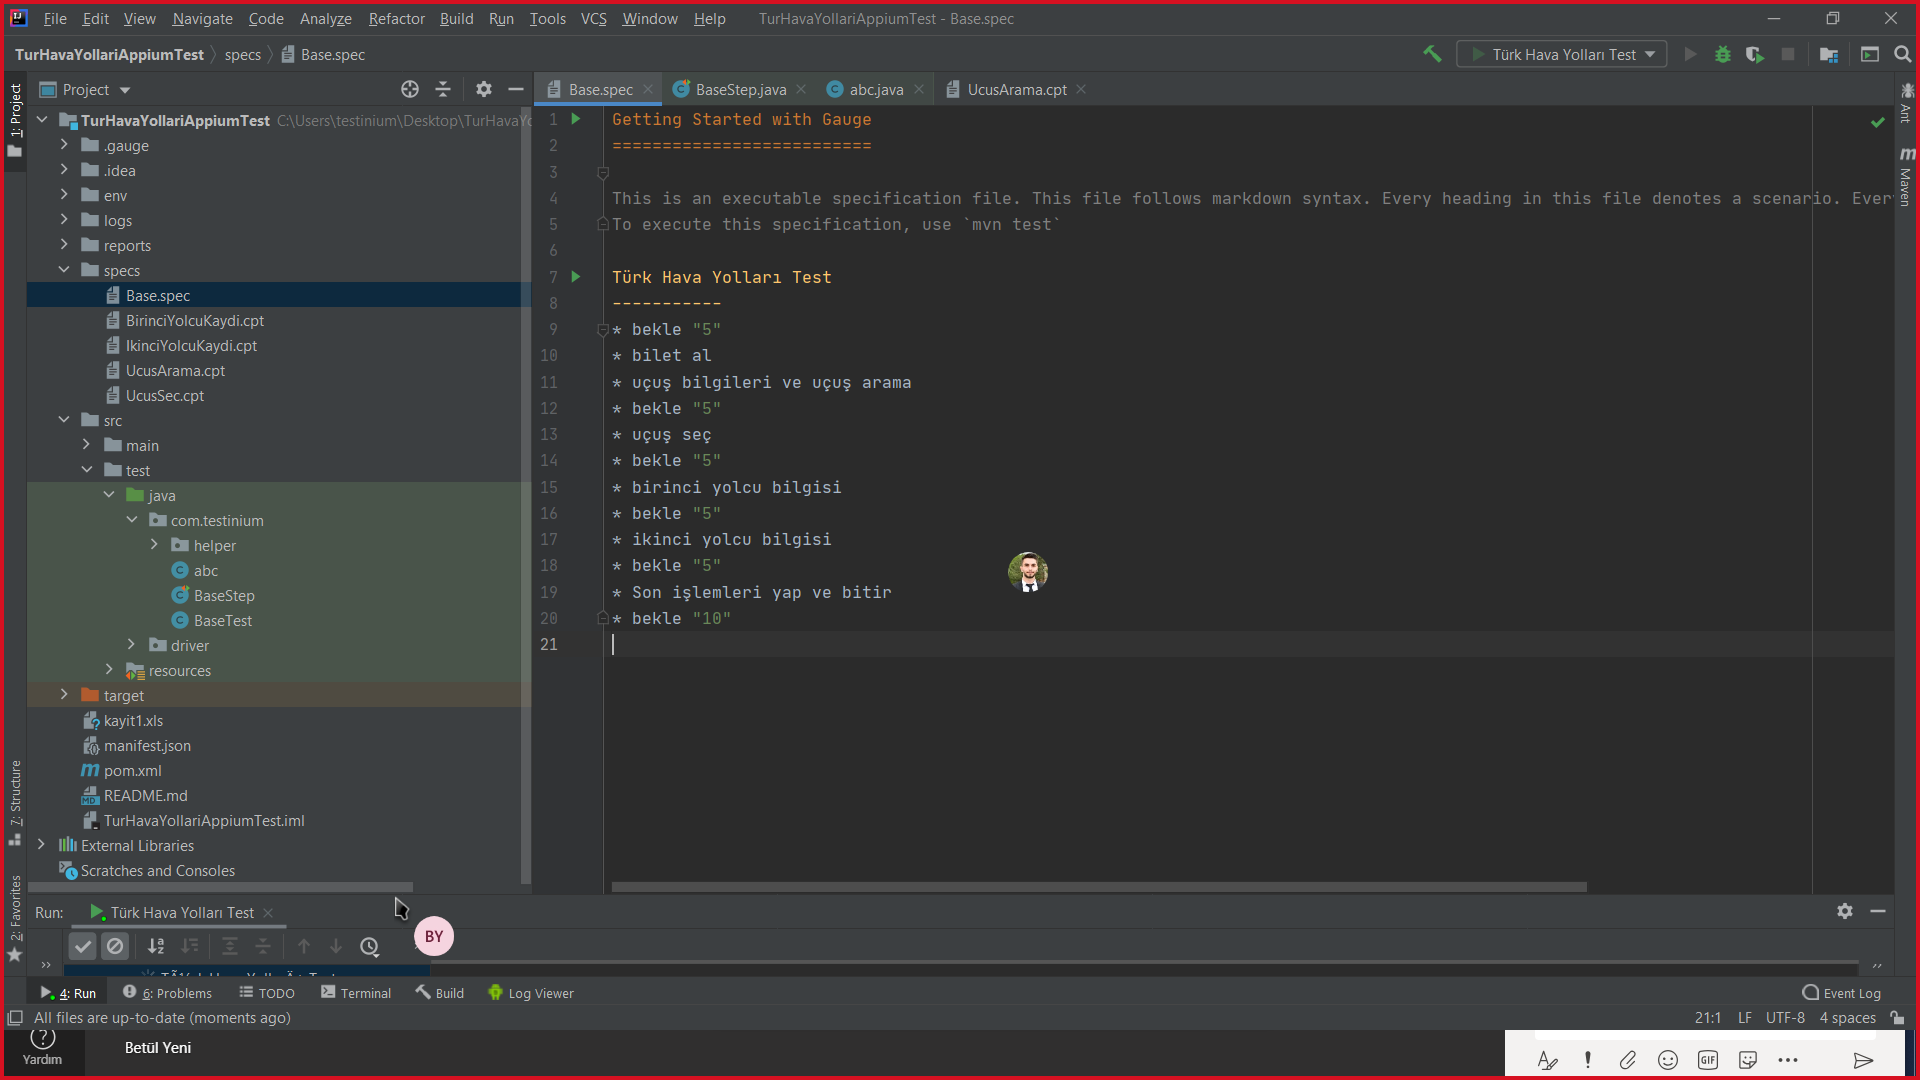 File Edit View Navigate Code Analyze Refactor Build Run Tools VCS Window Help TurHavaYollariAppiumTest - Base.spec
TurHavaYollariAppiumTest specs Base.spec
Türk Hava Yolları Test
1: Project
Project
Base.spec BaseStep.java abc.java UcusArama.cpt
TurHavaYollariAppiumTest C:\Users\testinium\Desktop\TurHavaYo
.gauge
.idea
env
logs
reports
specs
Base.spec
BirinciYolcuKaydi.cpt
IkinciYolcuKaydi.cpt
UcusArama.cpt
UcusSec.cpt
src
main
test
java
com.testinium
helper
abc
BaseStep
BaseTest
driver
resources
target
kayit1.xls
manifest.json
pom.xml
README.md
TurHavaYollariAppiumTest.iml
External Libraries
Scratches and Consoles
1 Getting Started with Gauge
2 ==========================
3
4 This is an executable specification file. This file follows markdown syntax. Every heading in this file denotes a scenario. Ever
5 To execute this specification, use `mvn test`
6
7 Türk Hava Yolları Test
8 -----------
9 * bekle "5"
10 * bilet al
11 * uçuş bilgileri ve uçuş arama
12 * bekle "5"
13 * uçuş seç
14 * bekle "5"
15 * birinci yolcu bilgisi
16 * bekle "5"
17 * ikinci yolcu bilgisi
18 * bekle "5"
19 * Son işlemleri yap ve bitir
20 * bekle "10"
21
Ant
Maven
7: Structure
2: Favorites
Run: Türk Hava Yolları Test
BY
4: Run 6: Problems TODO Terminal Build Log Viewer Event Log
All files are up-to-date (moments ago) 21:1 LF UTF-8 4 spaces
Yardım
Betül Yeni
GIF